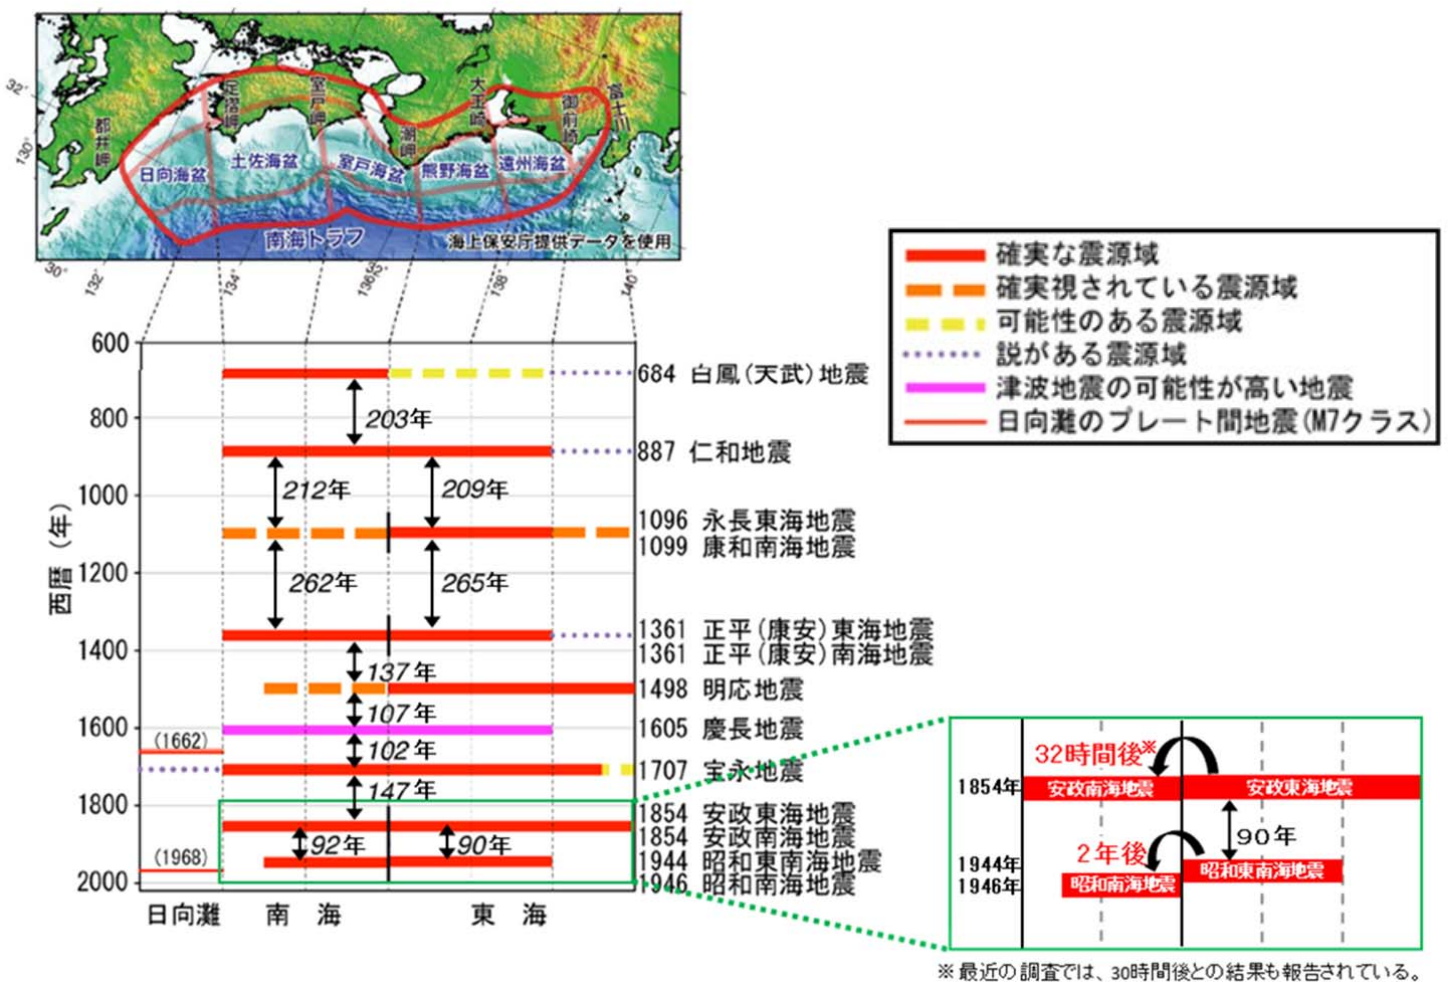 足摺岬
室戸岬
大王崎
御前崎
富士川
都井岬
潮岬
32°
130°
日向海盆
土佐海盆
室戸海盆
熊野海盆
遠州海盆
南海トラフ
海上保安庁提供データを使用
30°
132°
134°
136°
138°
140°
確実な震源域
確実視されている震源域
可能性のある震源域
説がある震源域
津波地震の可能性が高い地震
日向灘のプレート間地震(M7クラス)
西暦(年)
600
800
1000
1200
1400
1600
1800
2000
684 白鳳(天武)地震
203年
887 仁和地震
212年
209年
1096 永長東海地震
1099 康和南海地震
262年
265年
1361 正平(康安)東海地震
1361 正平(康安)南海地震
137年
1498 明応地震
107年
1605 慶長地震
(1662)
102年
1707 宝永地震
147年
1854 安政東海地震
1854 安政南海地震
92年
90年
(1968)
1944 昭和東南海地震
1946 昭和南海地震
日向灘
南 海
東 海
32時間後※
1854年
安政南海地震
安政東海地震
90年
2年後
1944年
昭和東南海地震
1946年
昭和南海地震
※最近の調査では、30時間後との結果も報告されている。